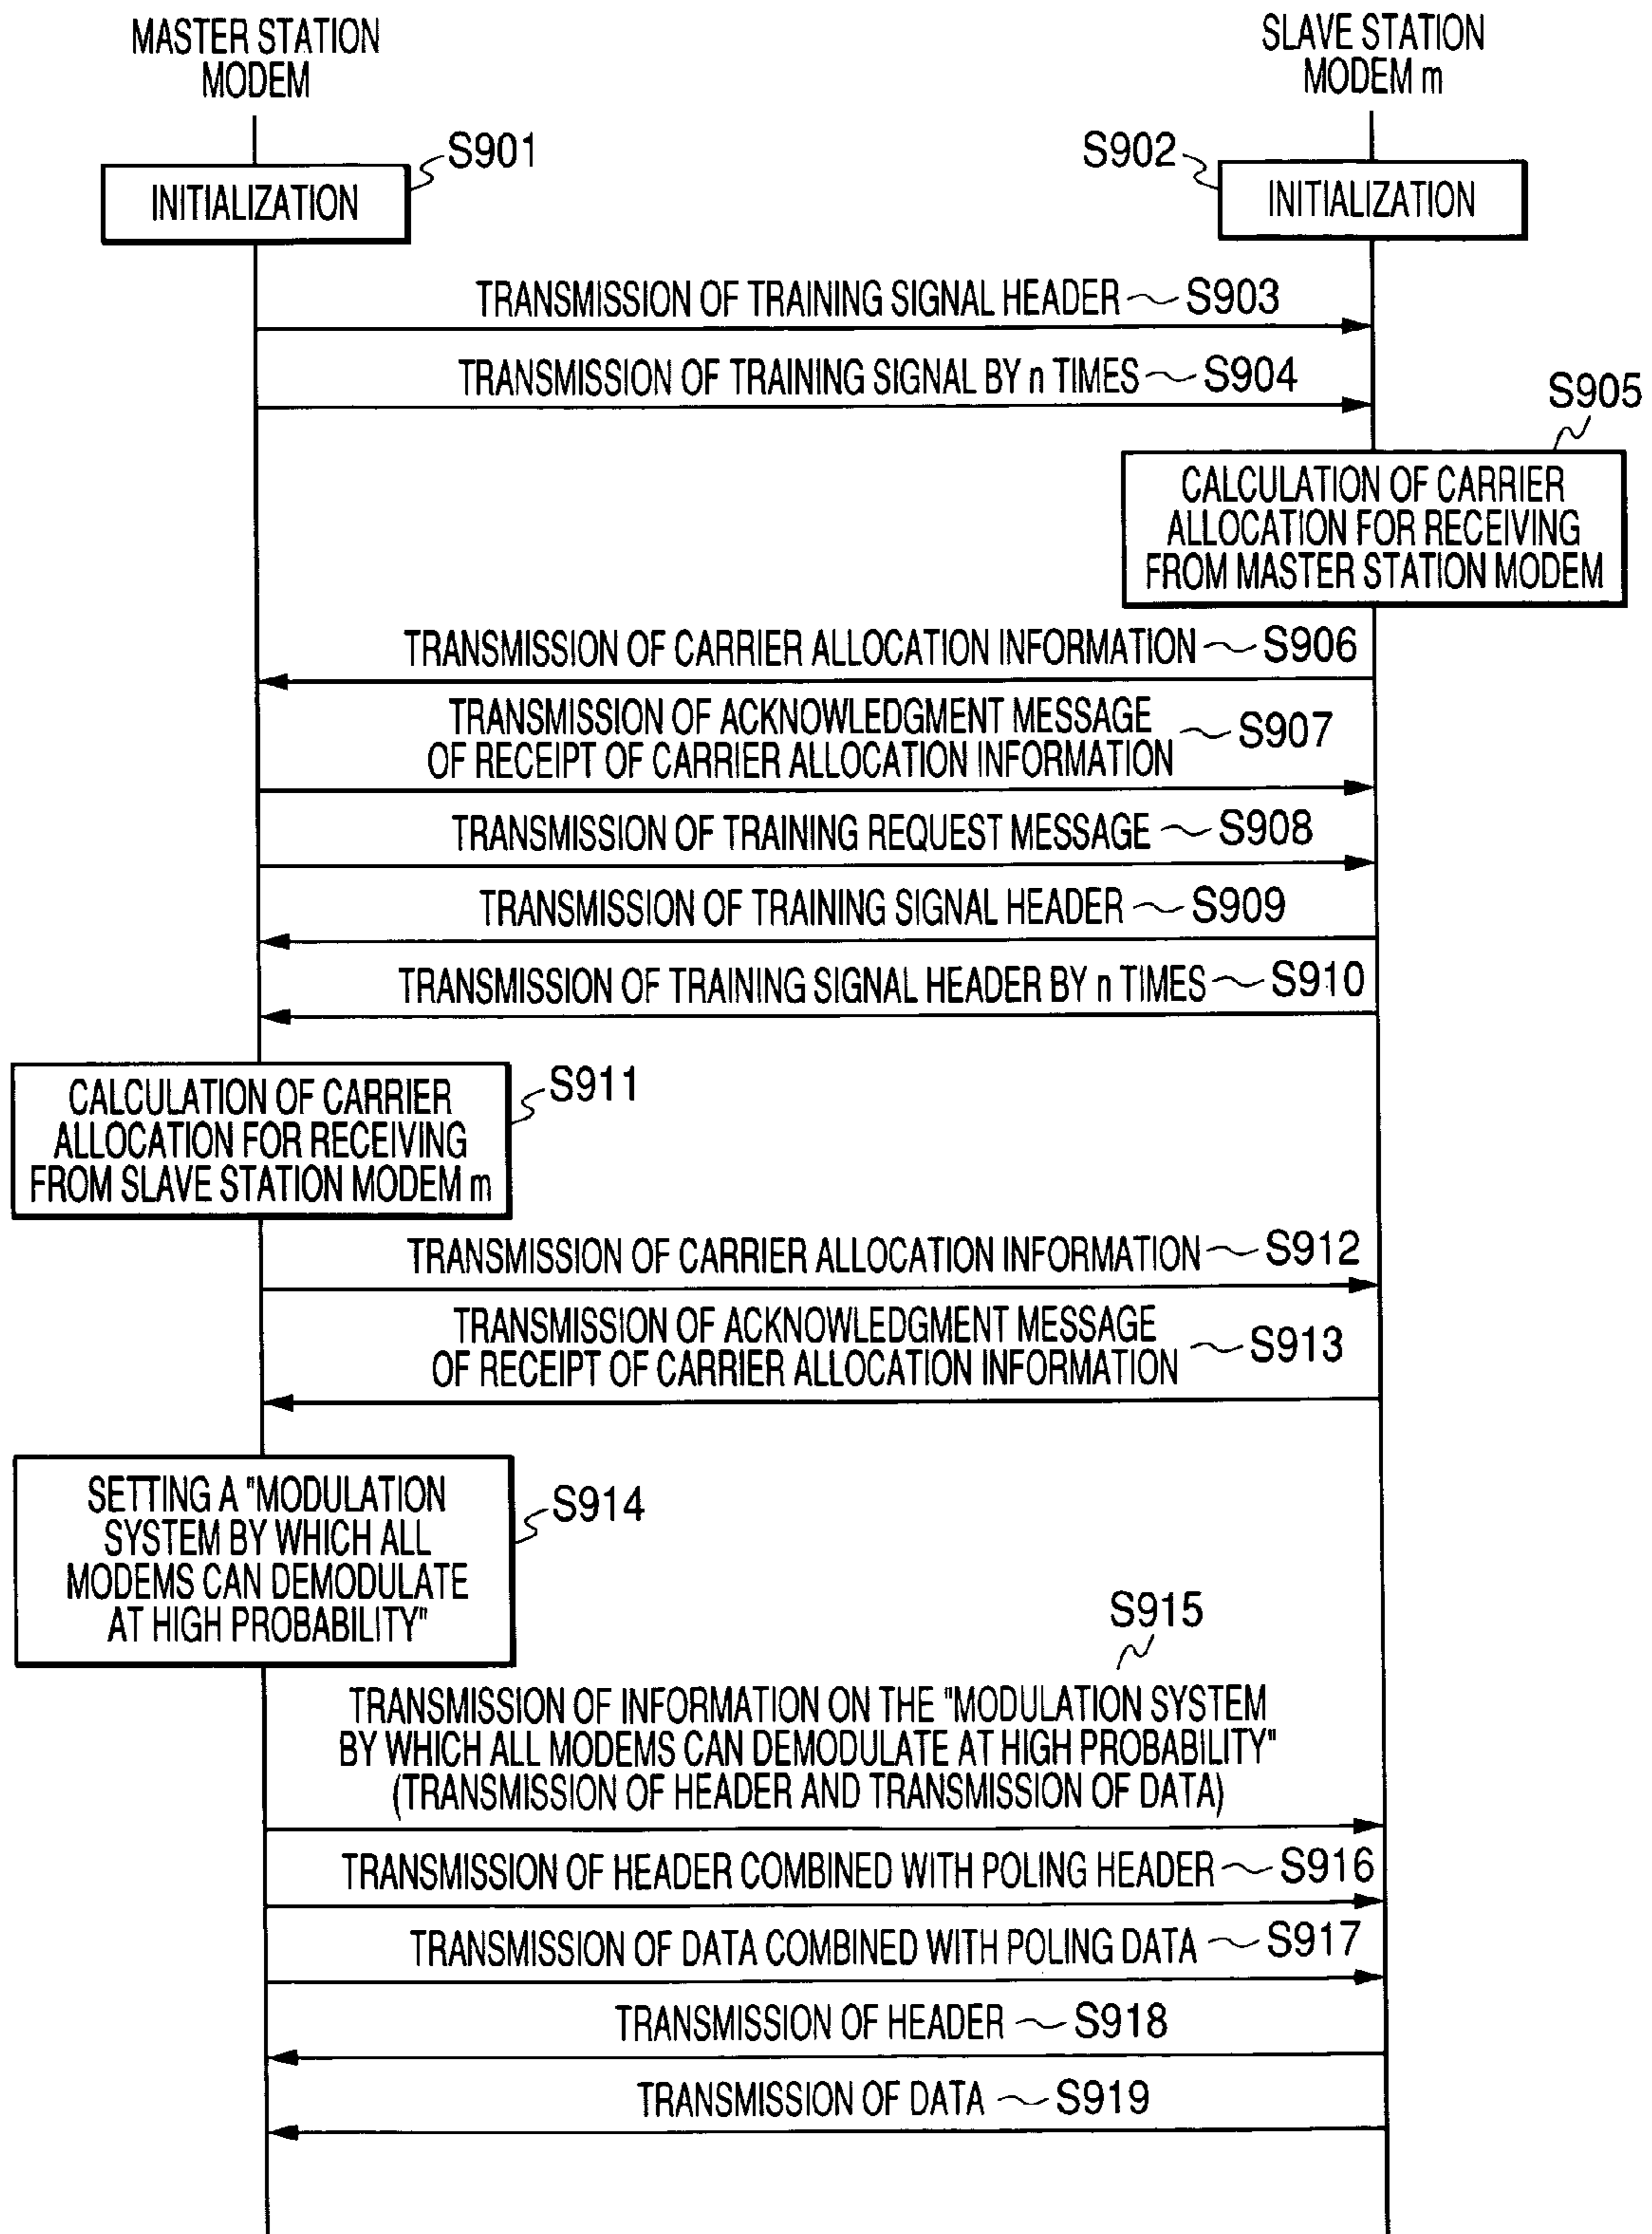 MASTER STATION
MODEM
SLAVE STATION
MODEM m
S901
S902
INITIALIZATION
INITIALIZATION
TRANSMISSION OF TRAINING SIGNAL HEADER S903
TRANSMISSION OF TRAINING SIGNAL BY n TIMES S904
S905
CALCULATION OF CARRIER
ALLOCATION FOR RECEIVING
FROM MASTER STATION MODEM
TRANSMISSION OF CARRIER ALLOCATION INFORMATION S906
TRANSMISSION OF ACKNOWLEDGMENT MESSAGE
OF RECEIPT OF CARRIER ALLOCATION INFORMATION
S907
TRANSMISSION OF TRAINING REQUEST MESSAGE S908
TRANSMISSION OF TRAINING SIGNAL HEADER S909
TRANSMISSION OF TRAINING SIGNAL HEADER BY n TIMES S910
S911
CALCULATION OF CARRIER
ALLOCATION FOR RECEIVING
FROM SLAVE STATION MODEM m
TRANSMISSION OF CARRIER ALLOCATION INFORMATION S912
TRANSMISSION OF ACKNOWLEDGMENT MESSAGE
OF RECEIPT OF CARRIER ALLOCATION INFORMATION
S913
SETTING A "MODULATION
SYSTEM BY WHICH ALL
MODEMS CAN DEMODULATE
AT HIGH PROBABILITY"
S914
S915
TRANSMISSION OF INFORMATION ON THE "MODULATION SYSTEM
BY WHICH ALL MODEMS CAN DEMODULATE AT HIGH PROBABILITY"
(TRANSMISSION OF HEADER AND TRANSMISSION OF DATA)
TRANSMISSION OF HEADER COMBINED WITH POLING HEADER S916
TRANSMISSION OF DATA COMBINED WITH POLING DATA S917
TRANSMISSION OF HEADER S918
TRANSMISSION OF DATA S919